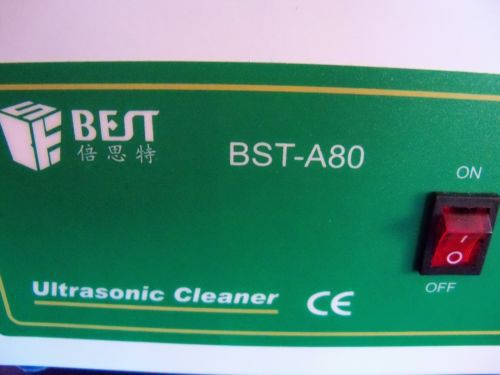 BEST
倍思特
BST-A80
ON
OFF
Ultrasonic Cleaner CE